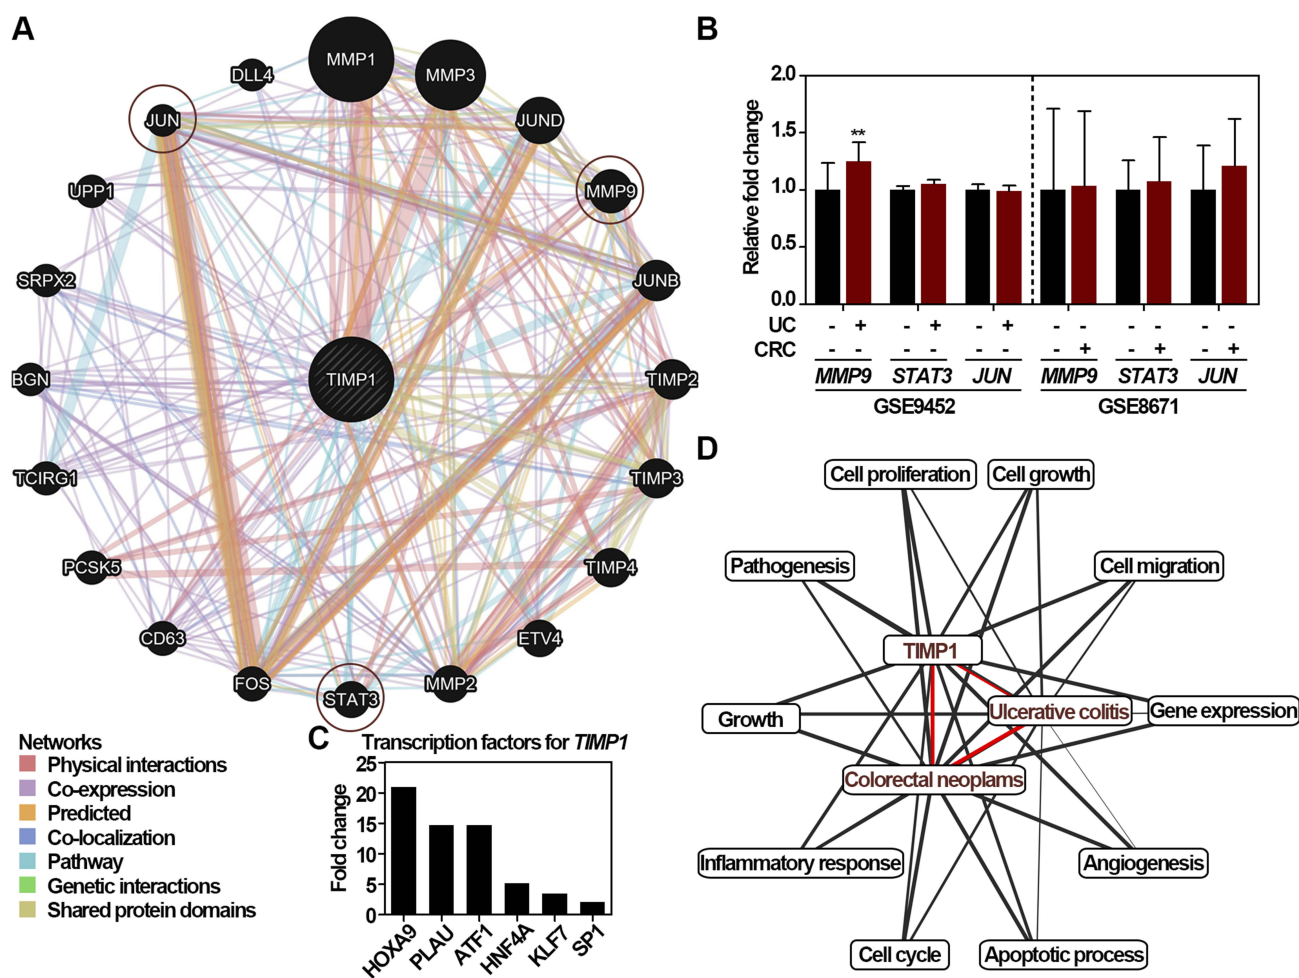 A
MMP1
MMP3
DLL4
JUN
JUND
MMP9
UPP1
JUNB
SRPX2
TIMP1
BGN
TIMP2
TCIRG1
TIMP3
PCSK5
TIMP4
CD63
ETV4
FOS
STAT3
MMP2
Networks
Physical interactions
Co-expression
Predicted
Co-localization
Pathway
Genetic interactions
Shared protein domains
B
Relative fold change
2.0
1.5
1.0
0.5
0.0
**
UC - + - + - + - - - - - -
CRC - - - - - - - + - + - +
MMP9 STAT3 JUN MMP9 STAT3 JUN
GSE9452 GSE8671
C
Transcription factors for TIMP1
Fold change
25
20
15
10
5
0
HOXA9 PLAU ATF1 HNF4A KLF7 SP1
D
Cell proliferation
Cell growth
Pathogenesis
Cell migration
TIMP1
Growth
Ulcerative colitis
Gene expression
Colorectal neoplams
Inflammatory response
Angiogenesis
Cell cycle
Apoptotic process